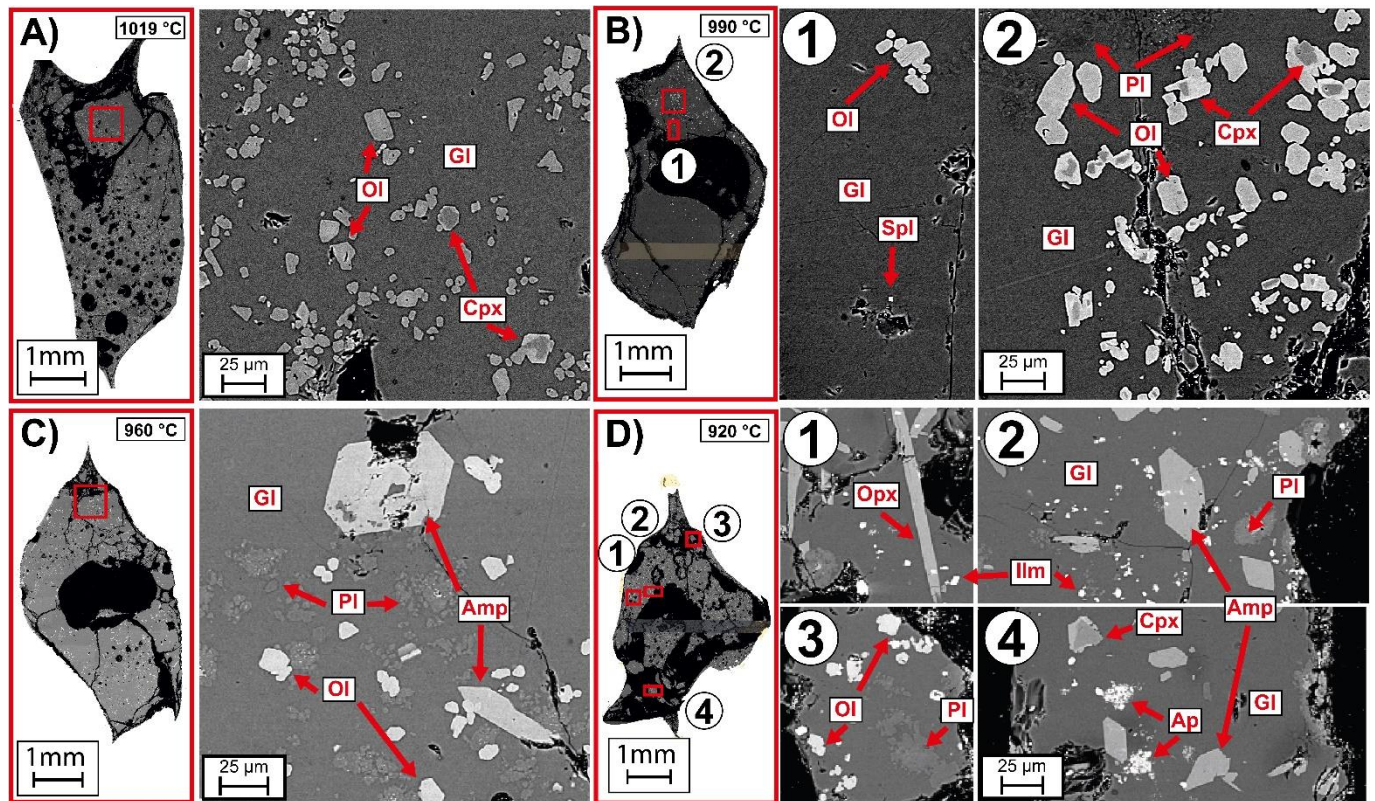 A)
1019 °C
Ol
Gl
Cpx
1mm
25 µm
B)
990 °C
2
1
1mm
1
Ol
Gl
Spl
2
Pl
Ol
Cpx
Gl
25 µm
C)
960 °C
1mm
Gl
Pl
Amp
Ol
25 µm
D)
920 °C
2
3
1
4
1mm
1
Opx
Ilm
2
Gl
Pl
Amp
3
Ol
Pl
4
Cpx
Ap
Gl
25 µm